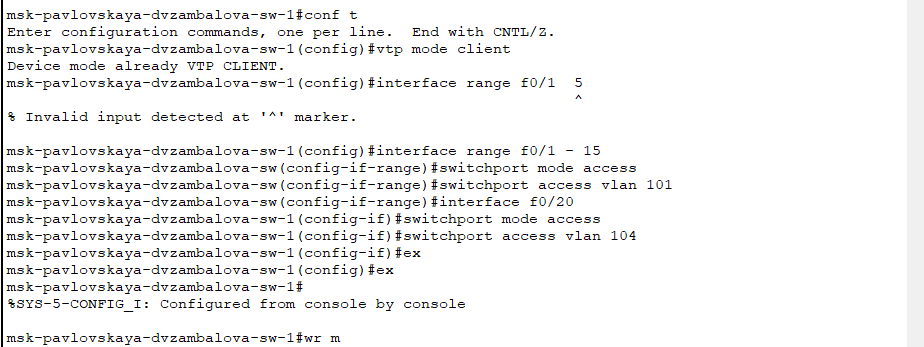 msk-pavlovskaya-dvzambalova-sw-1#conf t
Enter configuration commands, one per line.  End with CNTL/Z.
msk-pavlovskaya-dvzambalova-sw-1(config)#vtp mode client
Device mode already VTP CLIENT.
msk-pavlovskaya-dvzambalova-sw-1(config)#interface range f0/1  5
^
% Invalid input detected at '^' marker.
msk-pavlovskaya-dvzambalova-sw-1(config)#interface range f0/1 - 15
msk-pavlovskaya-dvzambalova-sw(config-if-range)#switchport mode access
msk-pavlovskaya-dvzambalova-sw(config-if-range)#switchport access vlan 101
msk-pavlovskaya-dvzambalova-sw(config-if-range)#interface f0/20
msk-pavlovskaya-dvzambalova-sw-1(config-if)#switchport mode access
msk-pavlovskaya-dvzambalova-sw-1(config-if)#switchport access vlan 104
msk-pavlovskaya-dvzambalova-sw-1(config-if)#ex
msk-pavlovskaya-dvzambalova-sw-1(config)#ex
msk-pavlovskaya-dvzambalova-sw-1#
%SYS-5-CONFIG_I: Configured from console by console
msk-pavlovskaya-dvzambalova-sw-1#wr m